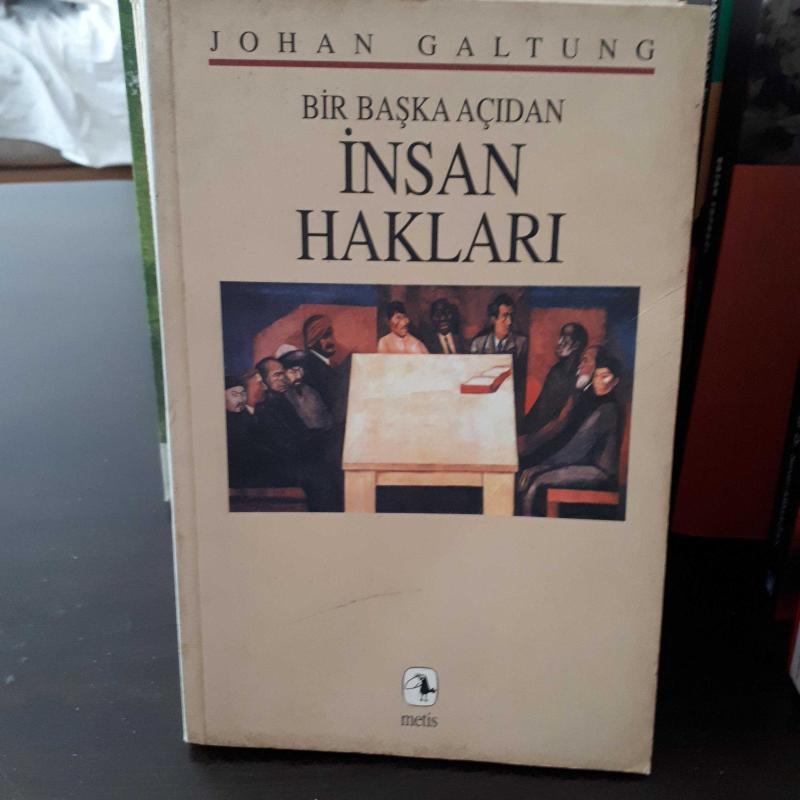 JOHAN GALTUNG
BİR BAŞKA AÇIDAN
İNSAN
HAKLARI
metis